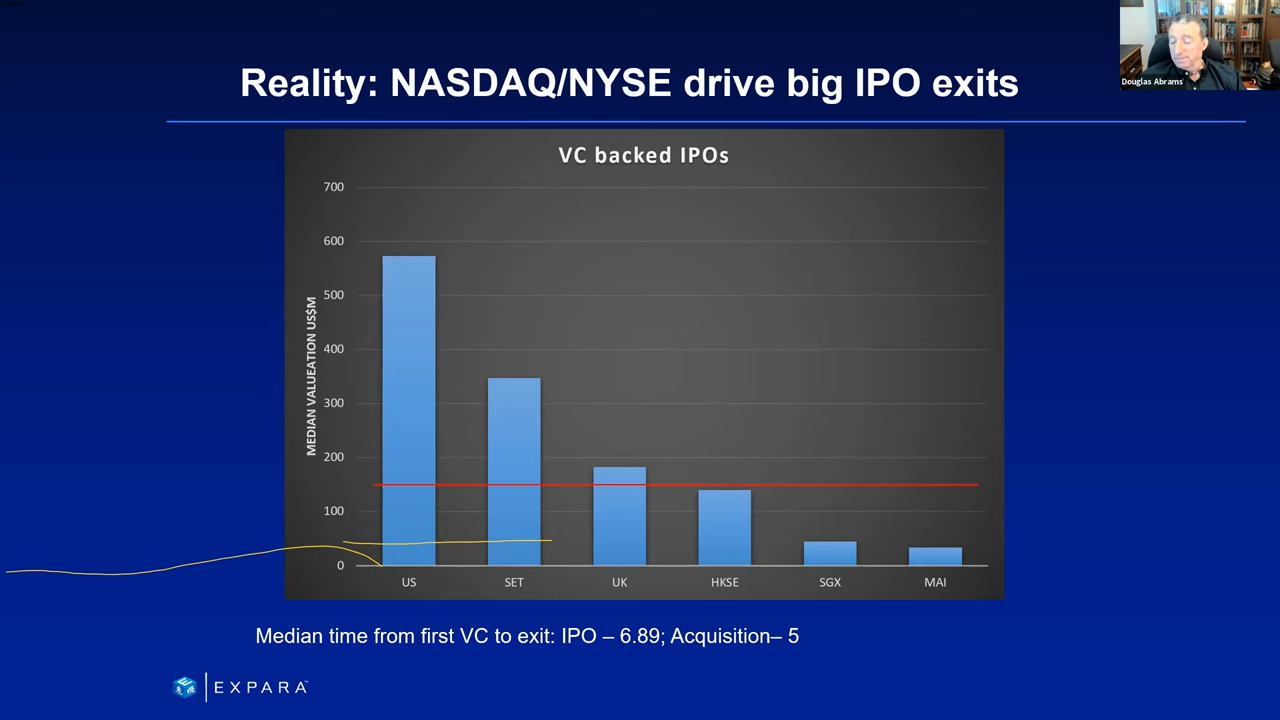 Reality: NASDAQ/NYSE drive big IPO exits
Douglas Abrams
VC backed IPOs
MEDIAN VALUEATION US$M
700
600
500
400
300
200
100
0
US SET UK HKSE SGX MAI
Median time from first VC to exit: IPO – 6.89; Acquisition– 5
EXPARA™